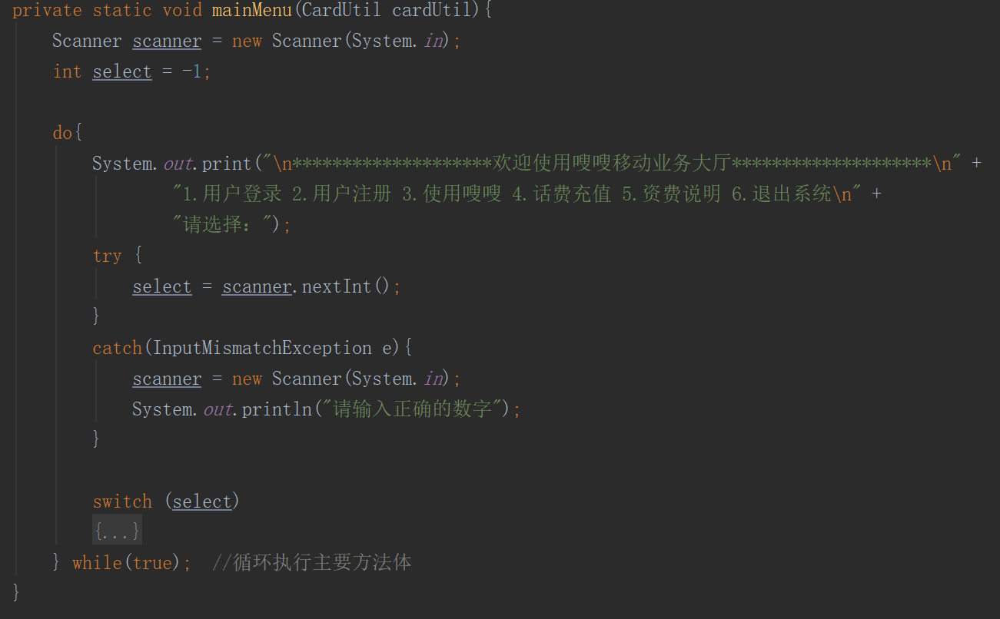 private static void mainMenu(CardUtil cardUtil){
Scanner scanner = new Scanner(System.in);
int select = -1;
do{
System.out.print("\n********************欢迎使用嗖嗖移动业务大厅********************\n" +
"1.用户登录 2.用户注册 3.使用嗖嗖 4.话费充值 5.资费说明 6.退出系统\n" +
"请选择：");
try {
select = scanner.nextInt();
}
catch(InputMismatchException e){
scanner = new Scanner(System.in);
System.out.println("请输入正确的数字");
}
switch (select)
{...}
} while(true); //循环执行主要方法体
}